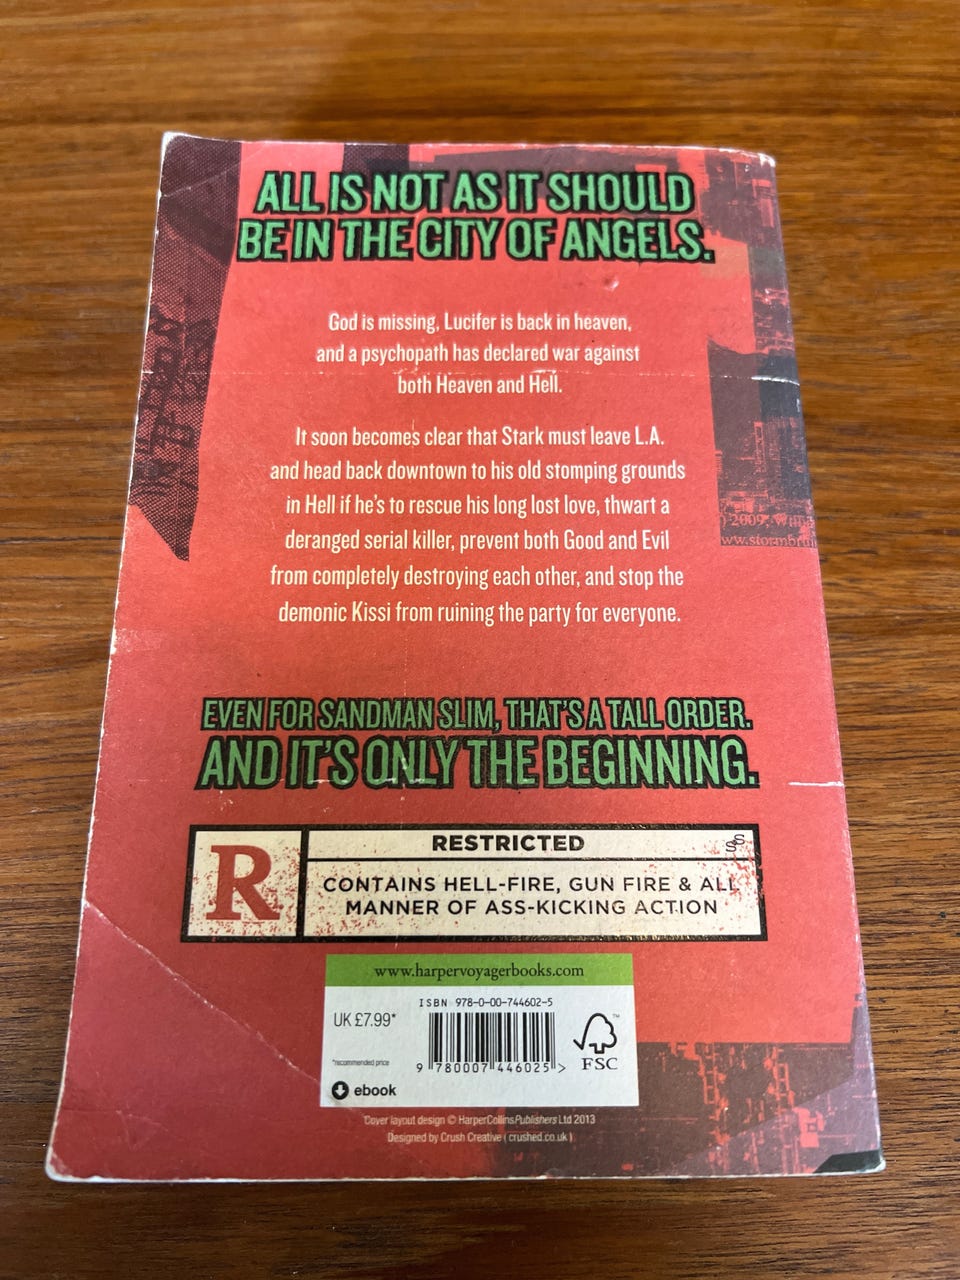 ALL IS NOT AS IT SHOULD
BE IN THE CITY OF ANGELS.
God is missing, Lucifer is back in heaven,
and a psychopath has declared war against
both Heaven and Hell.
It soon becomes clear that Stark must leave L.A.
and head back downtown to his old stomping grounds
in Hell if he's to rescue his long lost love, thwart a
deranged serial killer, prevent both Good and Evil
from completely destroying each other, and stop the
demonic Kissi from ruining the party for everyone.
2009,
EVEN FOR SANDMAN SLIM, THAT'S A TALL ORDER.
AND IT'S ONLY THE BEGINNING.
R
RESTRICTED
SS
CONTAINS HELL-FIRE, GUN FIRE & ALL
MANNER OF ASS-KICKING ACTION
www.harpervoyagerbooks.com
ISBN 978-0-00-744602-5
UK £7.99*
*recommended price
9 780007 446025 >
FSC
™
ebook
Cover layout design © HarperCollinsPublishers Ltd 2013
Designed by Crush Creative ( crushed.co.uk )